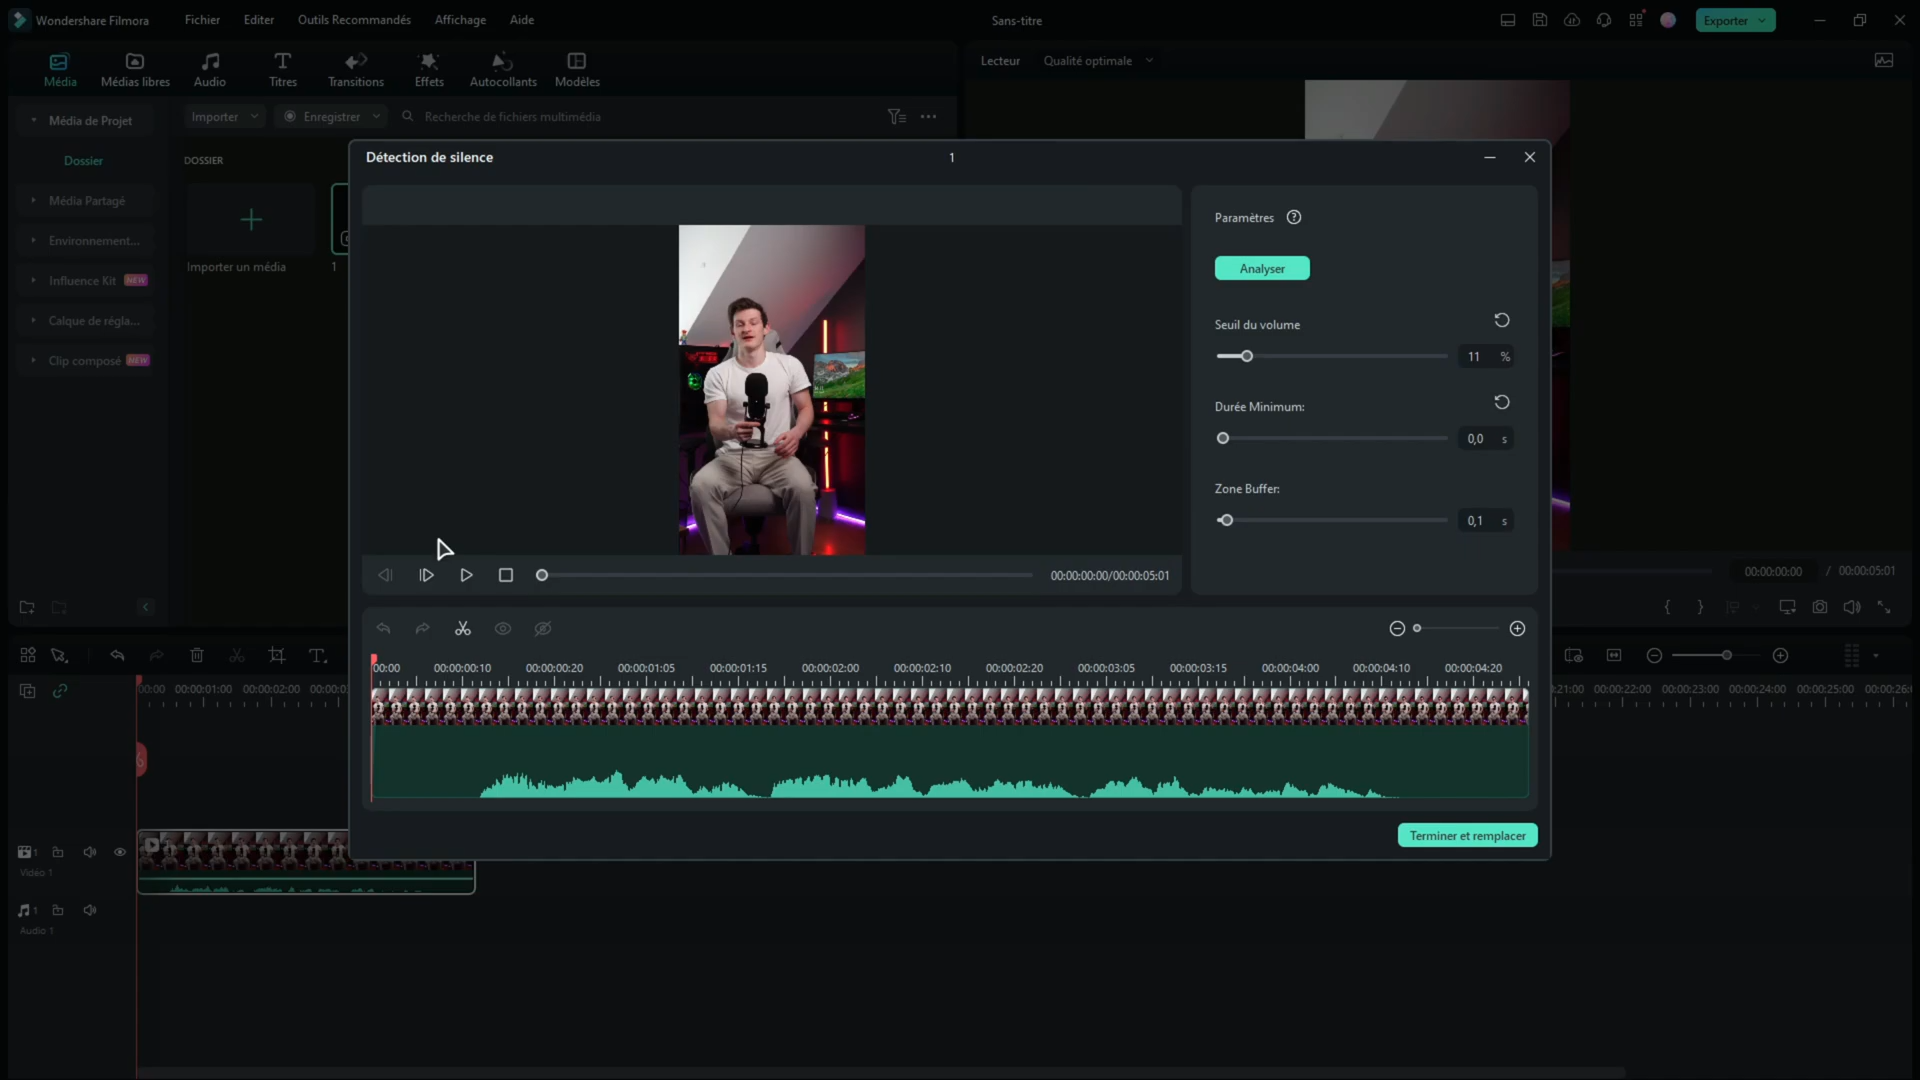 Wondershare Filmora
Fichier
Editer
Outils Recommandés
Affichage
Aide
Sans-titre
Exporter
Média
Médias libres
Audio
Titres
Transitions
Effets
Autocollants
Modèles
Lecteur
Qualité optimale
Média de Projet
Importer
Enregistrer
Recherche de fichiers multimédia
Dossier
DOSSIER
Média Partagé
Environnement...
Influence Kit NEW
Calque de régla...
Clip composé NEW
Importer un média
1
Détection de silence
1
Paramètres
Analyser
Seuil du volume
11 %
Durée Minimum:
0,0 s
Zone Buffer:
0,1 s
00:00:00:00/00:00:05:01
00:00:00:00 / 00:00:05:01
00:00 00:00:00:10 00:00:00:20 00:00:01:05 00:00:01:15 00:00:02:00 00:00:02:10 00:00:02:20 00:00:03:05 00:00:03:15 00:00:04:00 00:00:04:10 00:00:04:20
00:00 00:00:01:00 00:00:02:00
:21:00 00:00:22:00 00:00:23:00 00:00:24:00 00:00:25:00 00:00:26:
Terminer et remplacer
1
Video 1
1
Audio 1